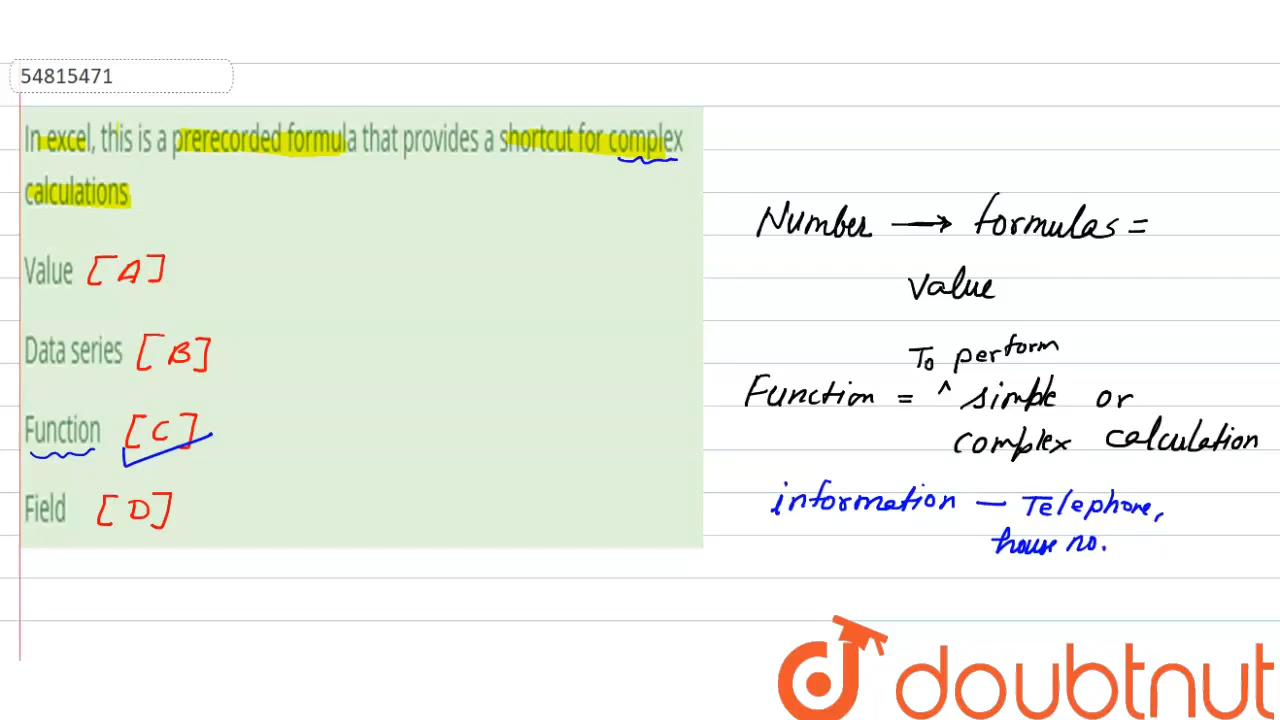 54815471
In excel, this is a prerecorded formula that provides a shortcut for complex
calculations
Value [A]
Data series [B]
Function [C]
Field [D]
Number → formulas =
Value
To perform
Function = ^ simple or
complex calculation
information — Telephone,
house no.
doubtnut